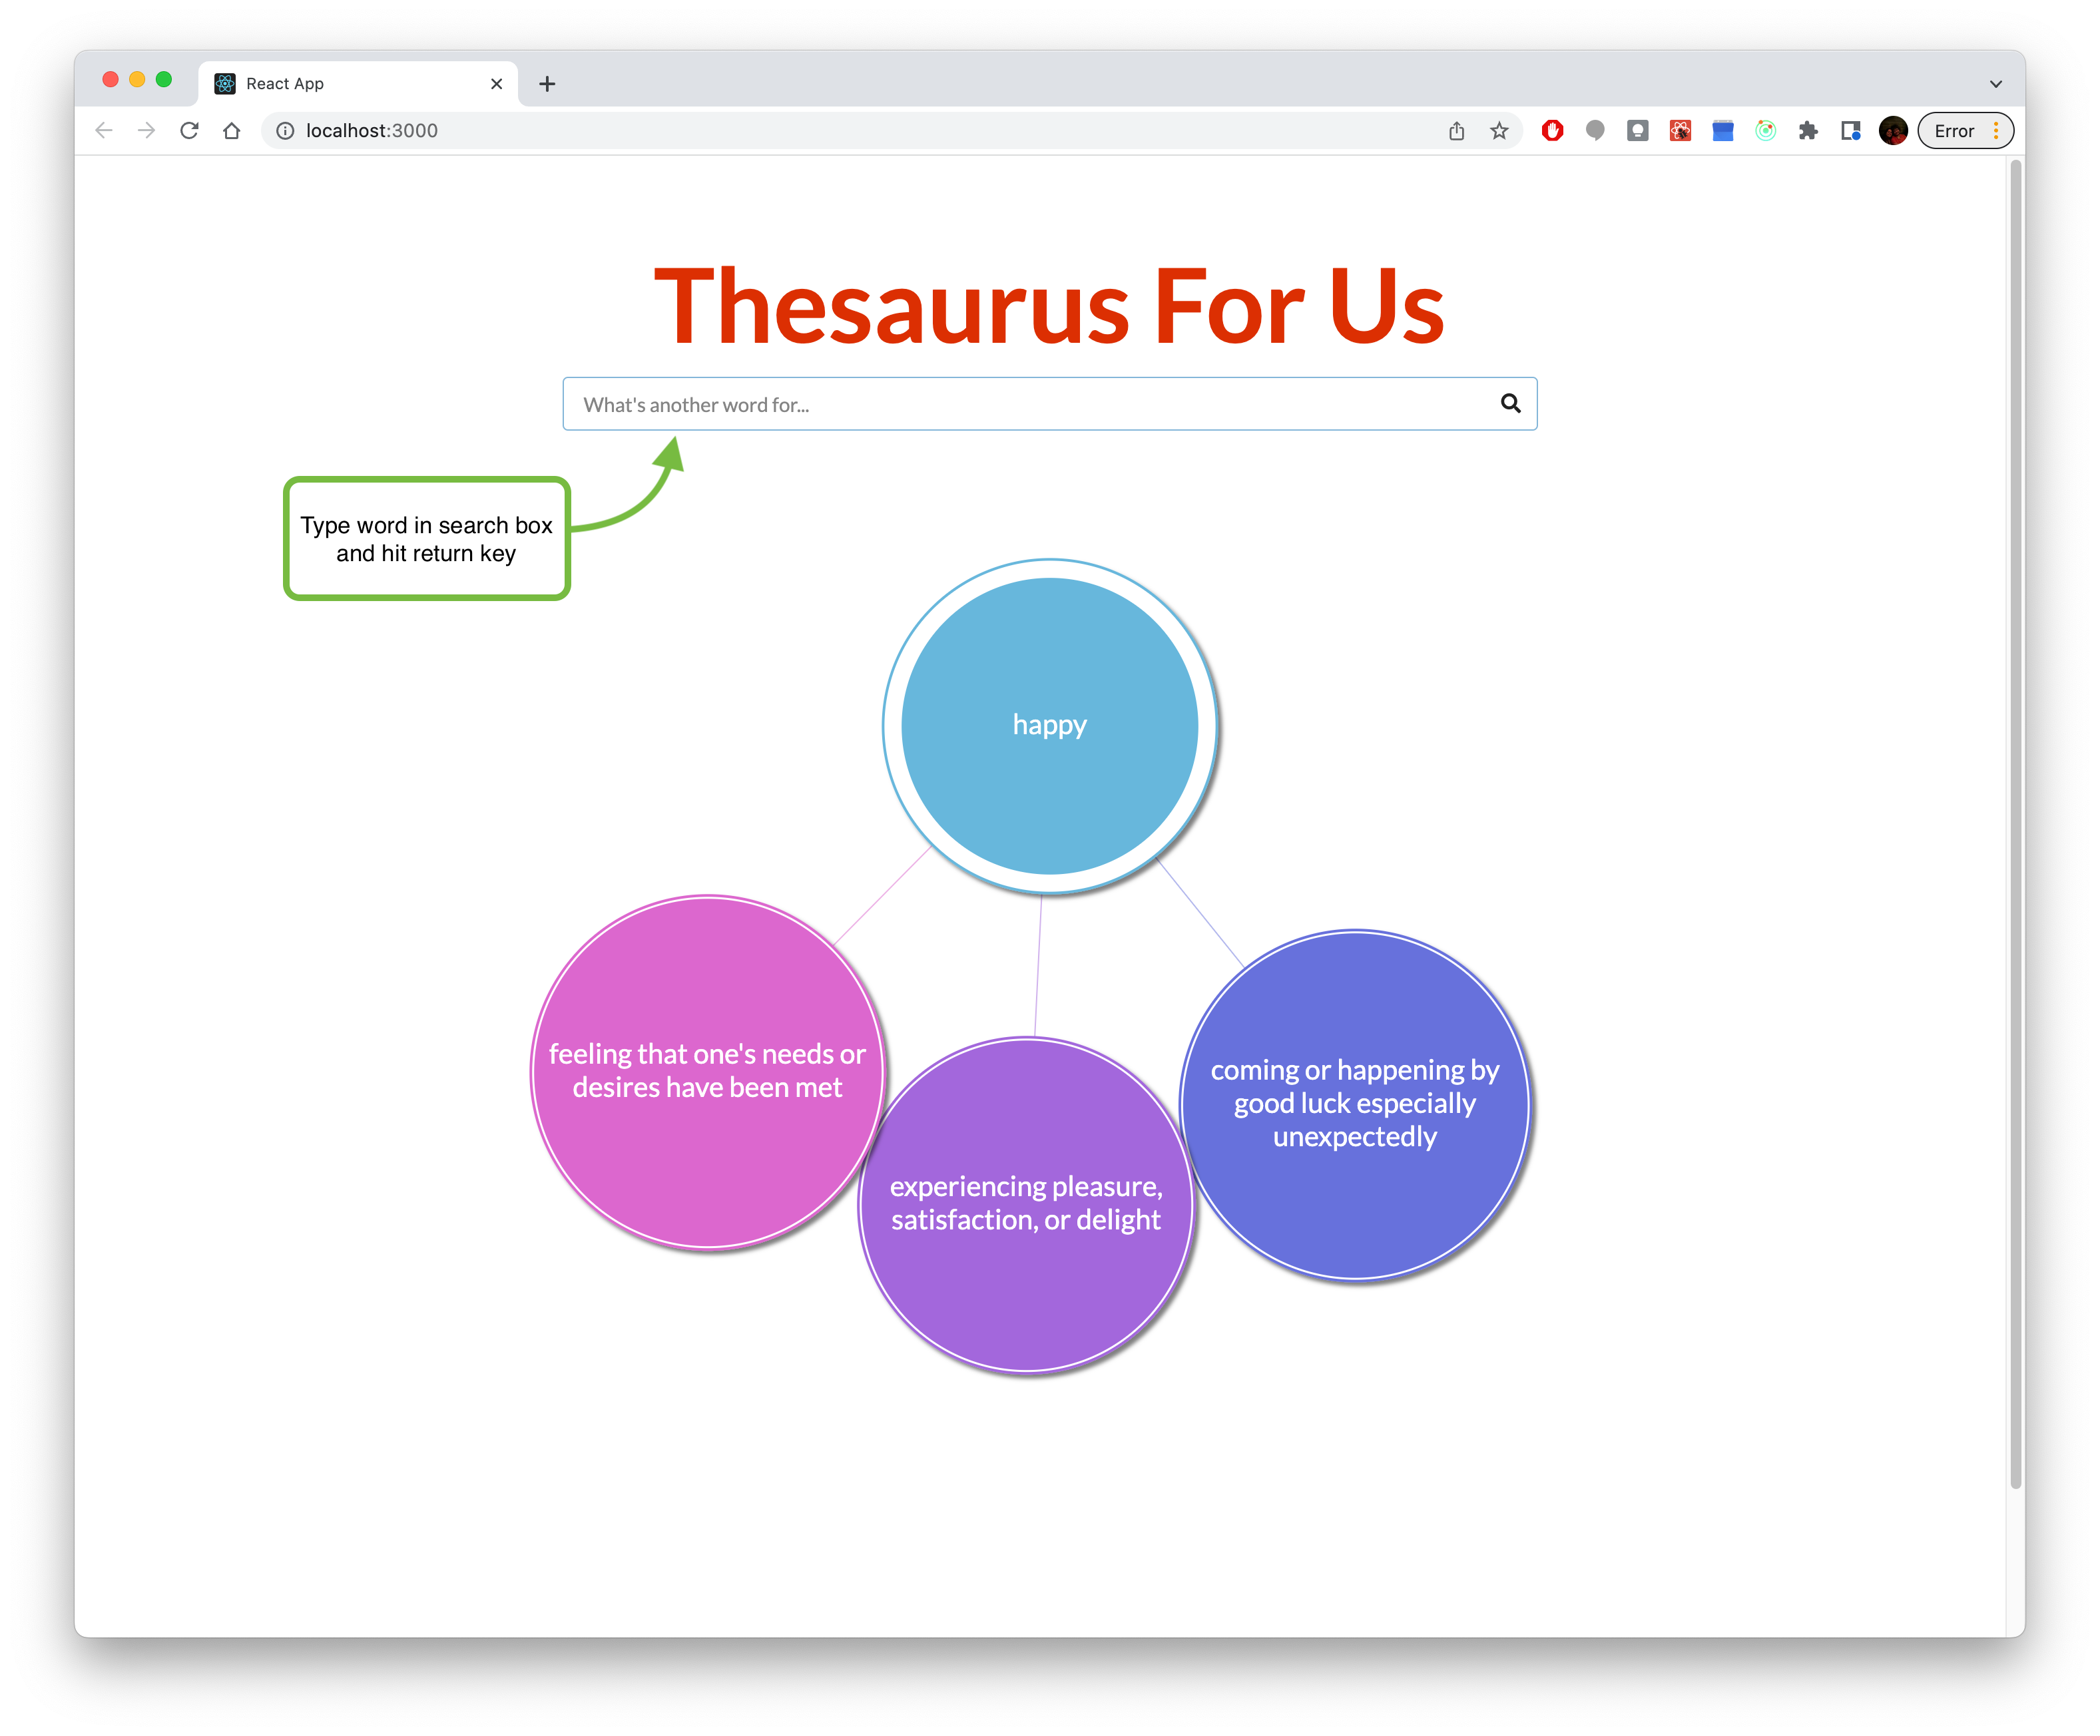 React App
localhost:3000
Error
Thesaurus For Us
What's another word for...
Type word in search box
and hit return key
happy
feeling that one's needs or
desires have been met
experiencing pleasure,
satisfaction, or delight
coming or happening by
good luck especially
unexpectedly